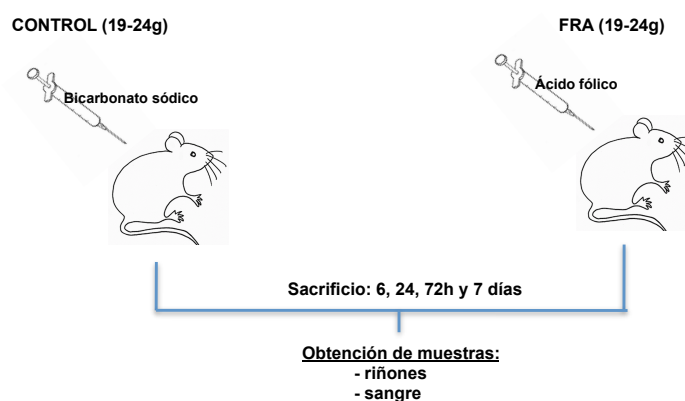 CONTROL (19-24g)
FRA (19-24g)
Bicarbonato sódico
Ácido fólico
Sacrificio: 6, 24, 72h y 7 días
Obtención de muestras:
- riñones
- sangre